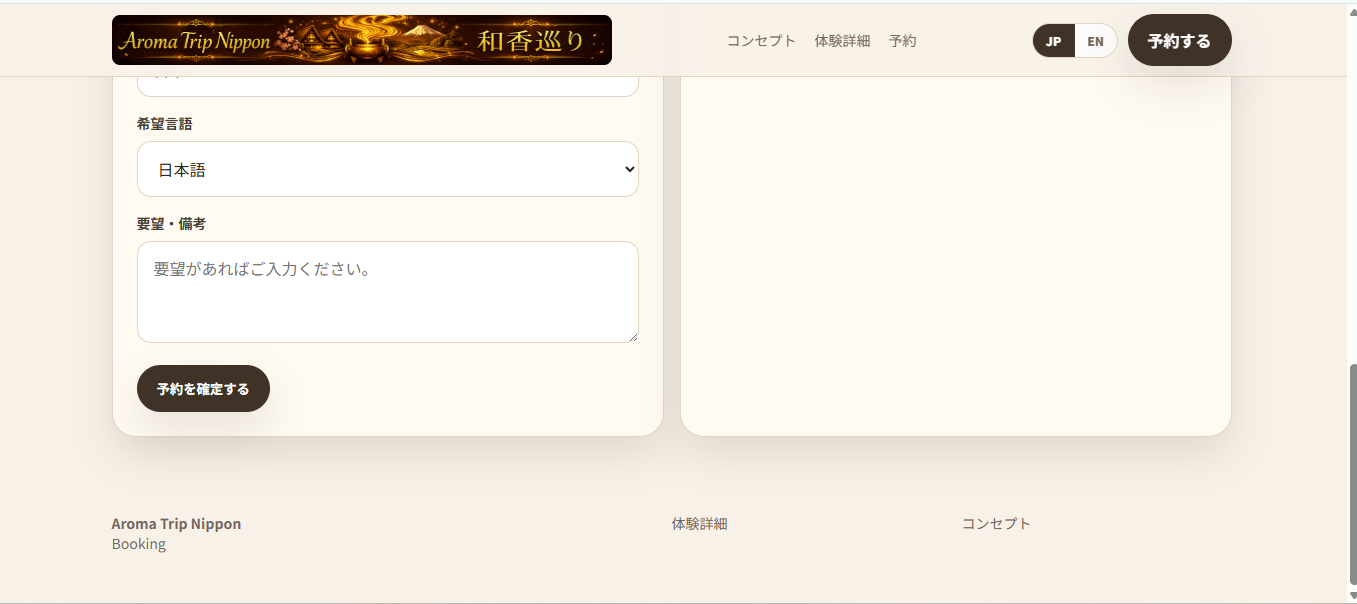 Aroma Trip Nippon 和香巡り
コンセプト 体験詳細 予約
JP EN
予約する
希望言語
日本語
要望・備考
要望があればご入力ください。
予約を確定する
Aroma Trip Nippon
Booking
体験詳細
コンセプト